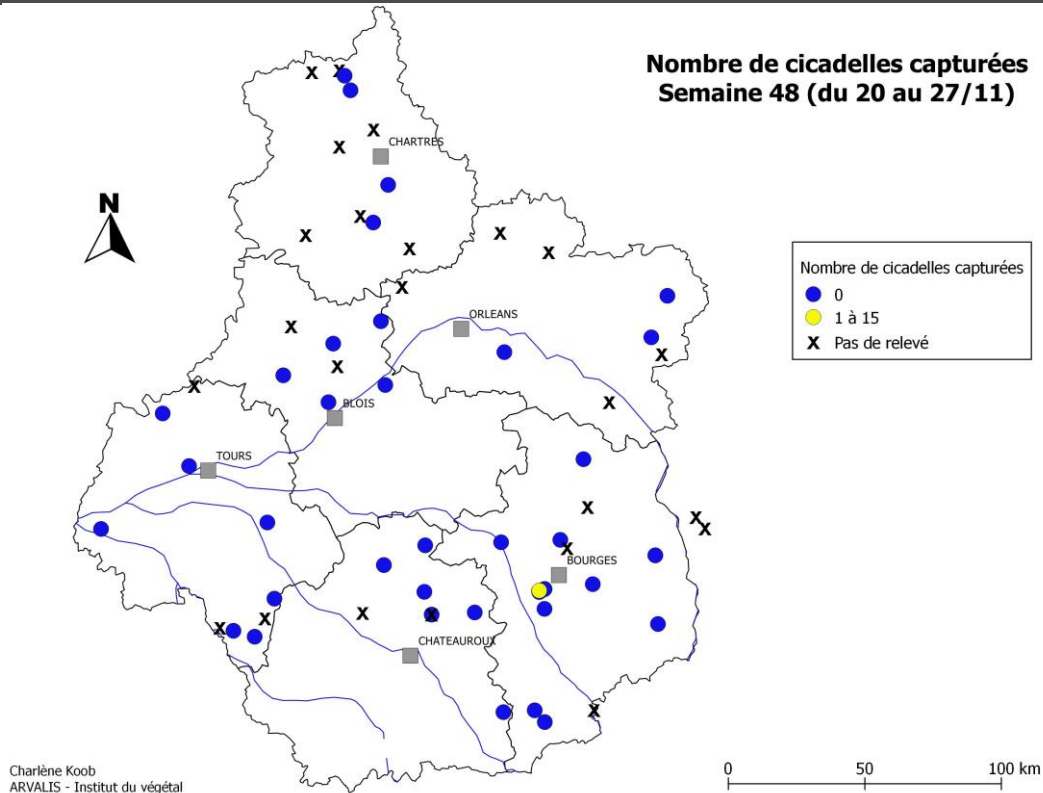 Nombre de cicadelles capturées
Semaine 48 (du 20 au 27/11)
CHARTRES
N
Nombre de cicadelles capturées
0
1 à 15
X Pas de relevé
ORLEANS
BLOIS
TOURS
BOURGES
CHATEAUROUX
Charlène Koob
ARVALIS - Institut du végétal
0 50 100 km